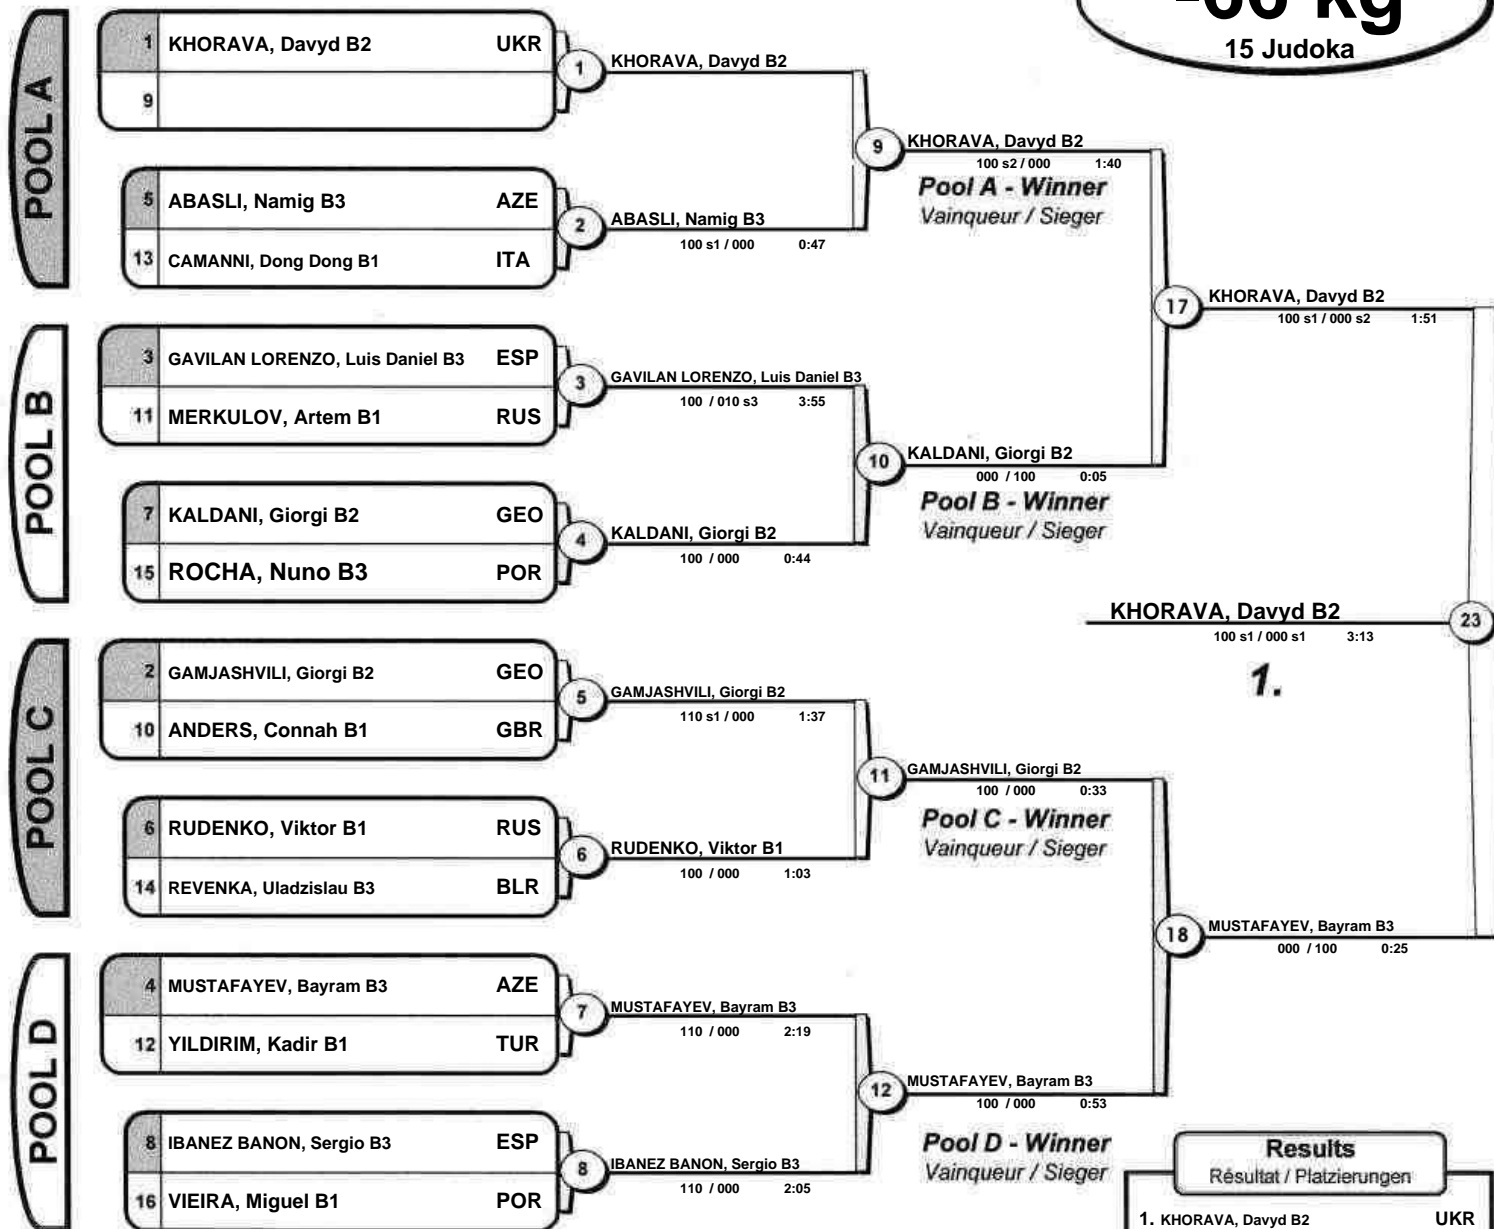 -60 kg
15 Judoka
POOL A
1 KHORAVA, Davyd B2 UKR
9
1
KHORAVA, Davyd B2
5 ABASLI, Namig B3 AZE
13 CAMANNI, Dong Dong B1 ITA
2
ABASLI, Namig B3
100 s1 / 000 0:47
9
KHORAVA, Davyd B2
100 s2 / 000 1:40
Pool A - Winner
Vainqueur / Sieger
POOL B
3 GAVILAN LORENZO, Luis Daniel B3 ESP
11 MERKULOV, Artem B1 RUS
3
GAVILAN LORENZO, Luis Daniel B3
100 / 010 s3 3:55
7 KALDANI, Giorgi B2 GEO
15 ROCHA, Nuno B3 POR
4
KALDANI, Giorgi B2
100 / 000 0:44
10
KALDANI, Giorgi B2
000 / 100 0:05
Pool B - Winner
Vainqueur / Sieger
17
KHORAVA, Davyd B2
100 s1 / 000 s2 1:51
KHORAVA, Davyd B2
100 s1 / 000 s1 3:13
23
1.
POOL C
2 GAMJASHVILI, Giorgi B2 GEO
10 ANDERS, Connah B1 GBR
5
GAMJASHVILI, Giorgi B2
110 s1 / 000 1:37
6 RUDENKO, Viktor B1 RUS
14 REVENKA, Uladzislau B3 BLR
6
RUDENKO, Viktor B1
100 / 000 1:03
11
GAMJASHVILI, Giorgi B2
100 / 000 0:33
Pool C - Winner
Vainqueur / Sieger
POOL D
4 MUSTAFAYEV, Bayram B3 AZE
12 YILDIRIM, Kadir B1 TUR
7
MUSTAFAYEV, Bayram B3
110 / 000 2:19
8 IBANEZ BANON, Sergio B3 ESP
16 VIEIRA, Miguel B1 POR
8
IBANEZ BANON, Sergio B3
110 / 000 2:05
12
MUSTAFAYEV, Bayram B3
100 / 000 0:53
Pool D - Winner
Vainqueur / Sieger
18
MUSTAFAYEV, Bayram B3
000 / 100 0:25
Results
Résultat / Platzierungen
1. KHORAVA, Davyd B2 UKR